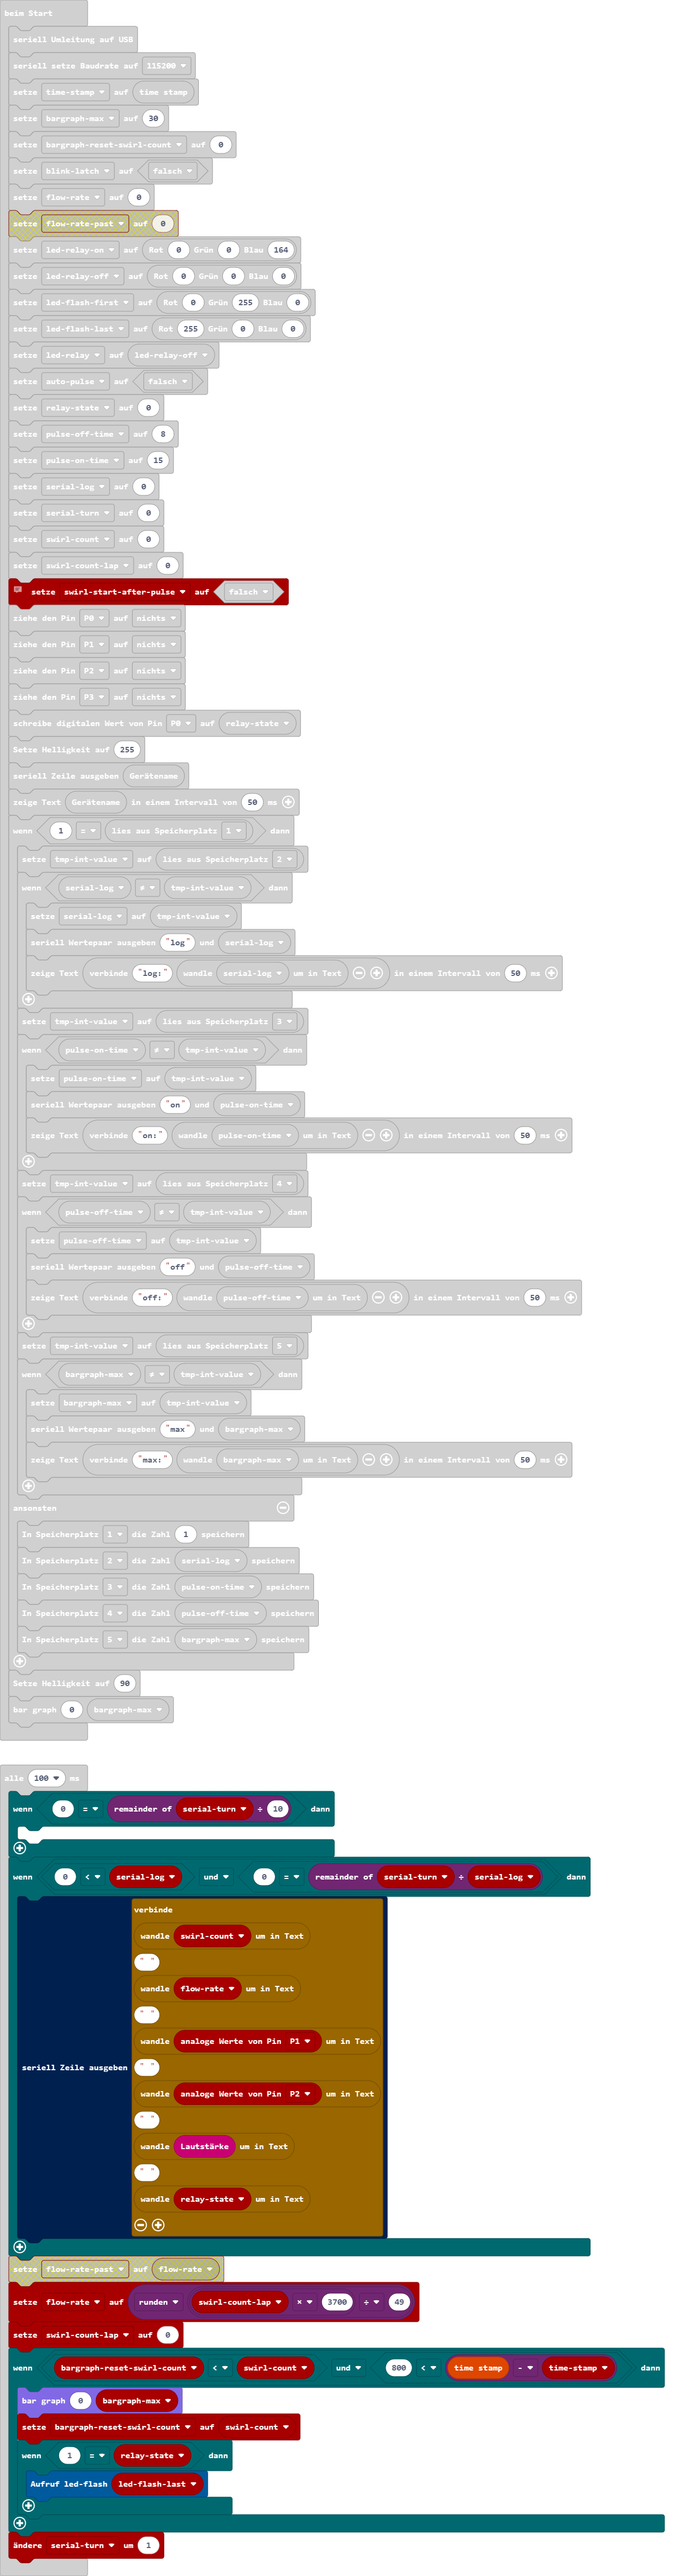 beim Start
seriell Umleitung auf USB
seriell setze Baudrate auf 115200
setze time-stamp auf time stamp
setze bargraph-max auf 30
setze bargraph-reset-swirl-count auf 0
setze blink-latch auf falsch
setze flow-rate auf 0
setze flow-rate-past auf 0
setze led-relay-on auf Rot 0 Grün 0 Blau 164
setze led-relay-off auf Rot 0 Grün 0 Blau 0
setze led-flash-first auf Rot 0 Grün 255 Blau 0
setze led-flash-last auf Rot 255 Grün 0 Blau 0
setze led-relay auf led-relay-off
setze auto-pulse auf falsch
setze relay-state auf 0
setze pulse-off-time auf 8
setze pulse-on-time auf 15
setze serial-log auf 0
setze serial-turn auf 0
setze swirl-count auf 0
setze swirl-count-lap auf 0
setze swirl-start-after-pulse auf falsch
ziehe den Pin P0 auf nichts
ziehe den Pin P1 auf nichts
ziehe den Pin P2 auf nichts
ziehe den Pin P3 auf nichts
schreibe digitalen Wert von Pin P0 auf relay-state
Setze Helligkeit auf 255
seriell Zeile ausgeben Gerätename
zeige Text Gerätename in einem Intervall von 50 ms
wenn 1 = lies aus Speicherplatz 1 dann
setze tmp-int-value auf lies aus Speicherplatz 2
wenn serial-log ≠ tmp-int-value dann
setze serial-log auf tmp-int-value
seriell Wertepaar ausgeben "log" und serial-log
zeige Text verbinde "log:" wandle serial-log um in Text in einem Intervall von 50 ms
setze tmp-int-value auf lies aus Speicherplatz 3
wenn pulse-on-time ≠ tmp-int-value dann
setze pulse-on-time auf tmp-int-value
seriell Wertepaar ausgeben "on" und pulse-on-time
zeige Text verbinde "on:" wandle pulse-on-time um in Text in einem Intervall von 50 ms
setze tmp-int-value auf lies aus Speicherplatz 4
wenn pulse-off-time ≠ tmp-int-value dann
setze pulse-off-time auf tmp-int-value
seriell Wertepaar ausgeben "off" und pulse-off-time
zeige Text verbinde "off:" wandle pulse-off-time um in Text in einem Intervall von 50 ms
setze tmp-int-value auf lies aus Speicherplatz 5
wenn bargraph-max ≠ tmp-int-value dann
setze bargraph-max auf tmp-int-value
seriell Wertepaar ausgeben "max" und bargraph-max
zeige Text verbinde "max:" wandle bargraph-max um in Text in einem Intervall von 50 ms
ansonsten
In Speicherplatz 1 die Zahl 1 speichern
In Speicherplatz 2 die Zahl serial-log speichern
In Speicherplatz 3 die Zahl pulse-on-time speichern
In Speicherplatz 4 die Zahl pulse-off-time speichern
In Speicherplatz 5 die Zahl bargraph-max speichern
Setze Helligkeit auf 90
bar graph 0 bargraph-max
alle 100 ms
wenn 0 = remainder of serial-turn ÷ 10 dann
wenn 0 < serial-log und 0 = remainder of serial-turn ÷ serial-log dann
verbinde
wandle swirl-count um in Text
" "
wandle flow-rate um in Text
" "
wandle analoge Werte von Pin P1 um in Text
seriell Zeile ausgeben " "
wandle analoge Werte von Pin P2 um in Text
" "
wandle Lautstärke um in Text
" "
wandle relay-state um in Text
setze flow-rate-past auf flow-rate
setze flow-rate auf runden swirl-count-lap × 3700 ÷ 49
setze swirl-count-lap auf 0
wenn bargraph-reset-swirl-count < swirl-count und 800 < time stamp - time-stamp dann
bar graph 0 bargraph-max
setze bargraph-reset-swirl-count auf swirl-count
wenn 1 = relay-state dann
Aufruf led-flash led-flash-last
ändere serial-turn um 1